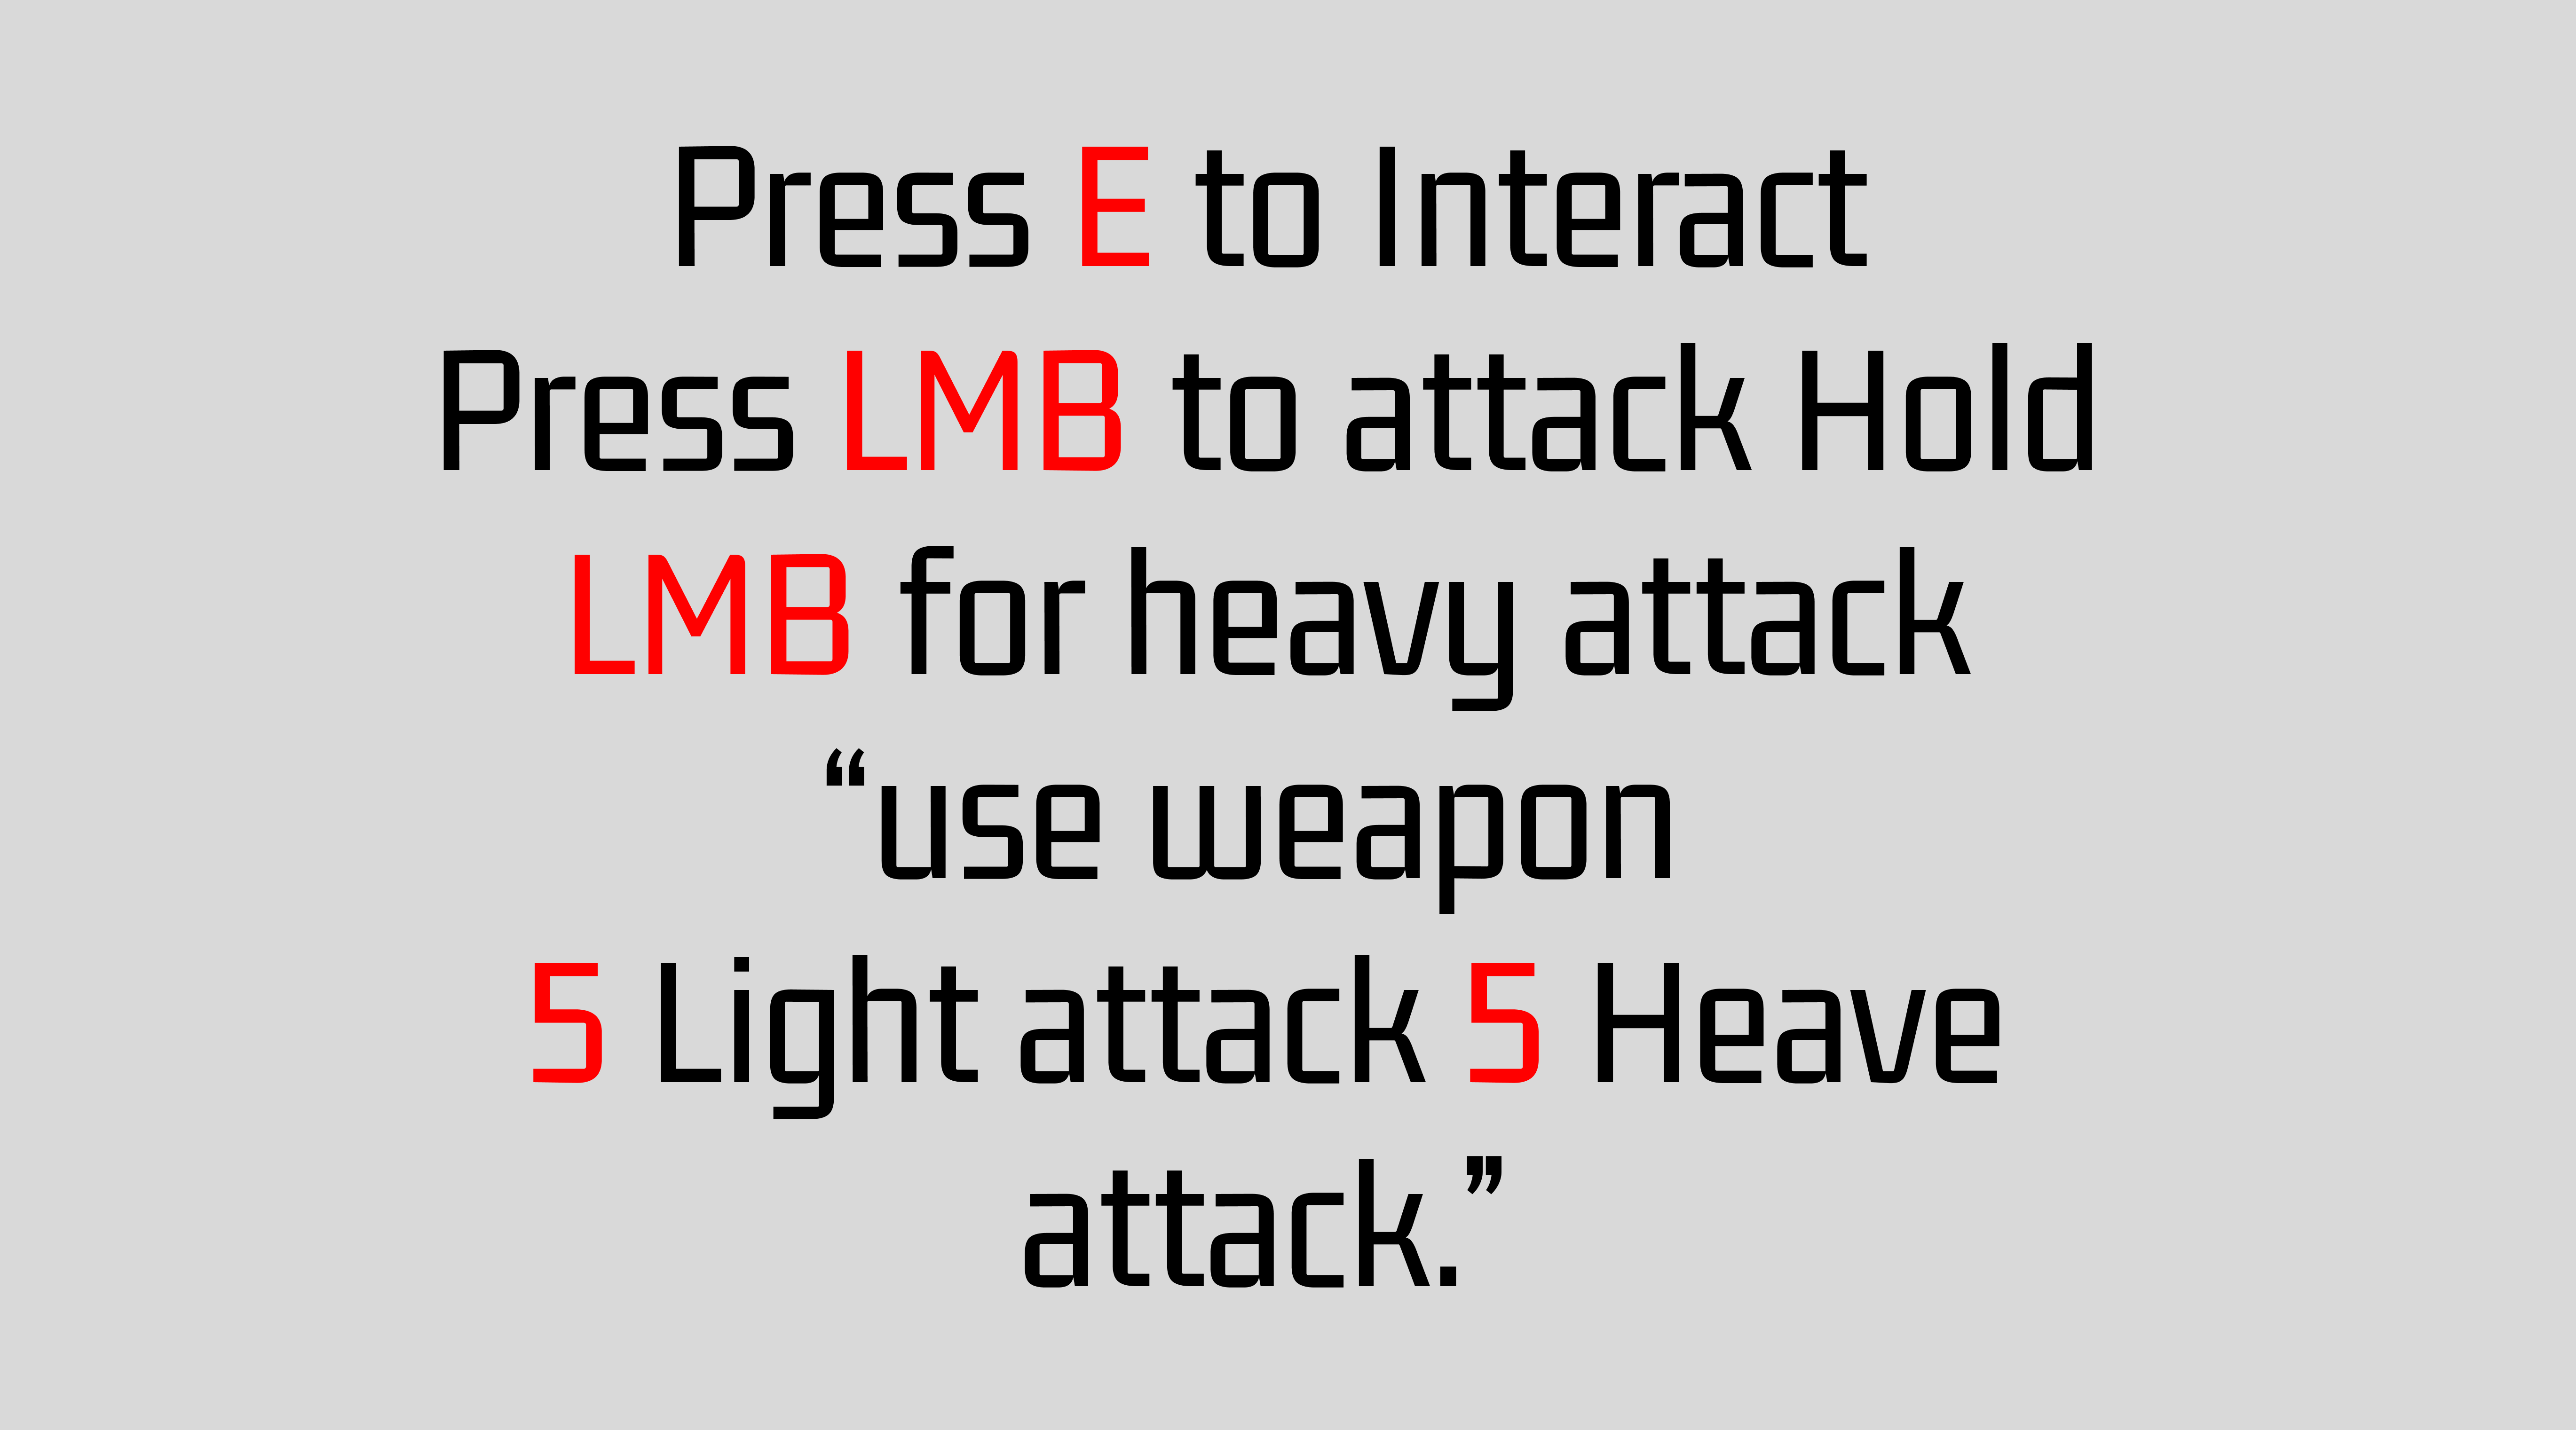 Press E to Interact
Press LMB to attack Hold
LMB for heavy attack
“use weapon
5 Light attack 5 Heave
attack.”